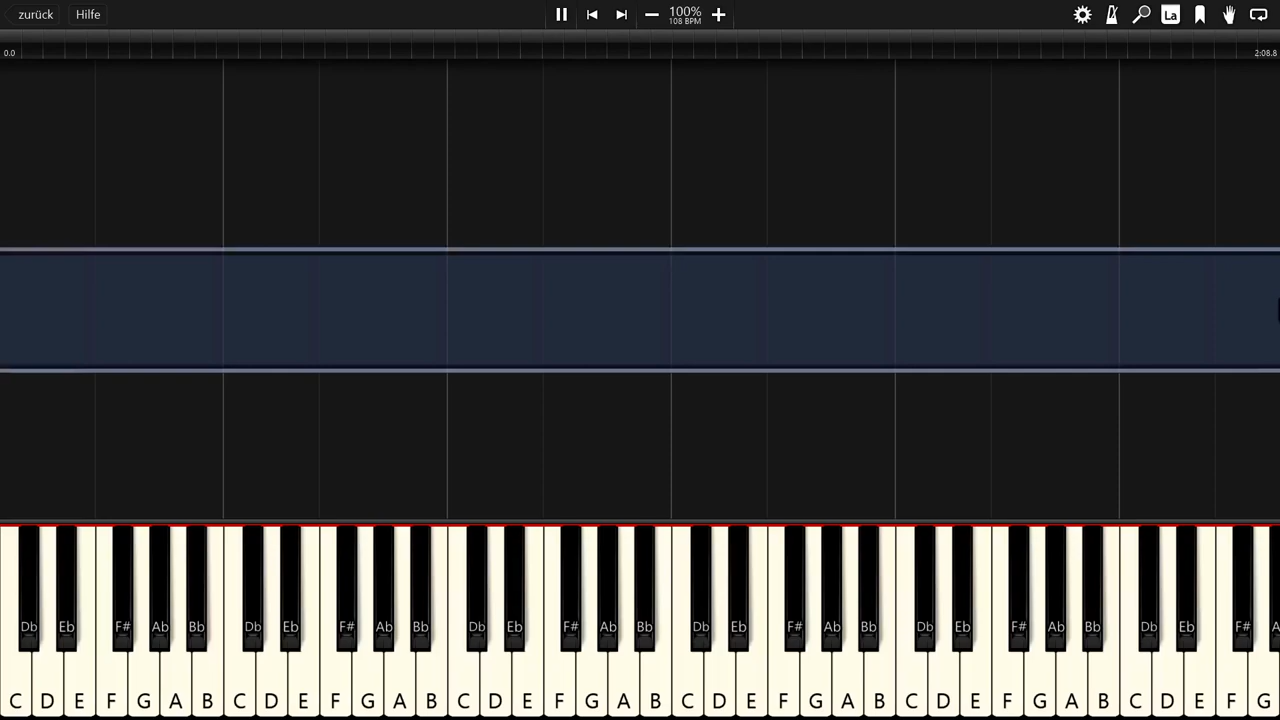 zurück Hilfe 100% La
108 BPM
0.0 2:08.8
Db Eb F# Ab Bb Db Eb F# Ab Bb Db Eb F# Ab Bb Db Eb F# Ab Bb Db Eb F# Ab Bb Db Eb F# A
C D E F G A B C D E F G A B C D E F G A B C D E F G A B C D E F G A B C D E F G